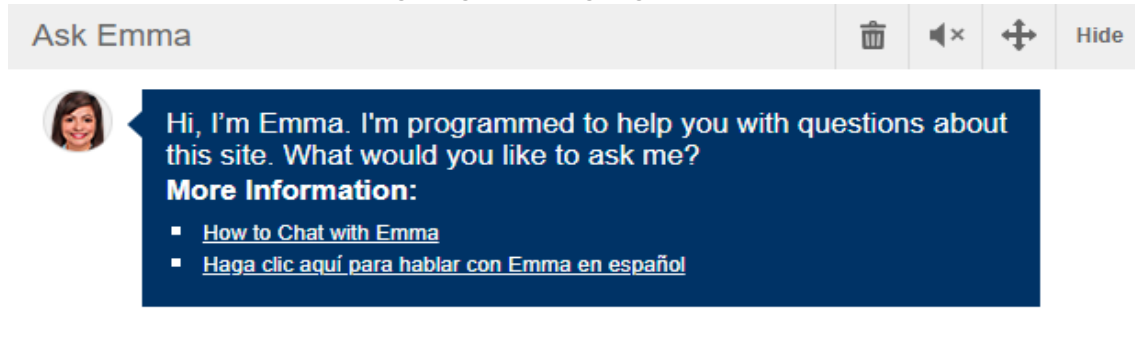 Ask Emma
Hide
Hi, I’m Emma. I'm programmed to help you with questions about
this site. What would you like to ask me?
More Information:
How to Chat with Emma
Haga clic aquí para hablar con Emma en español